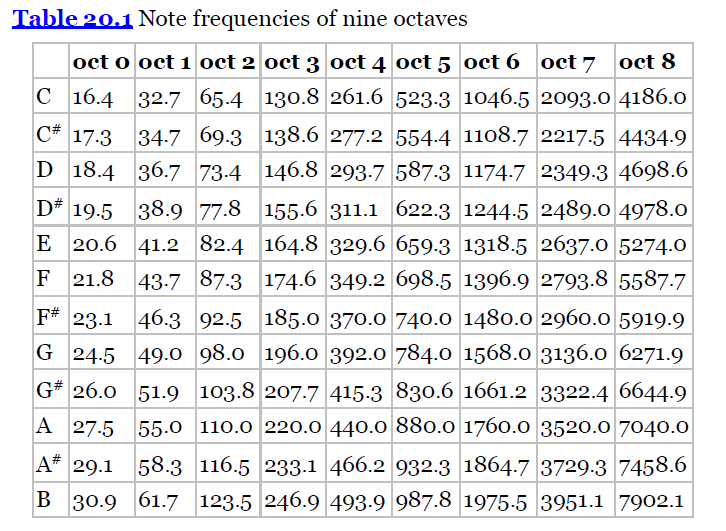 Table 20.1 Note frequencies of nine octaves
oct 0 oct 1 oct 2 oct 3 oct 4 oct 5 oct 6 oct 7 oct 8
C 16.4 32.7 65.4 130.8 261.6 523.3 1046.5 2093.0 4186.0
C# 17.3 34.7 69.3 138.6 277.2 554.4 1108.7 2217.5 4434.9
D 18.4 36.7 73.4 146.8 293.7 587.3 1174.7 2349.3 4698.6
D# 19.5 38.9 77.8 155.6 311.1 622.3 1244.5 2489.0 4978.0
E 20.6 41.2 82.4 164.8 329.6 659.3 1318.5 2637.0 5274.0
F 21.8 43.7 87.3 174.6 349.2 698.5 1396.9 2793.8 5587.7
F# 23.1 46.3 92.5 185.0 370.0 740.0 1480.0 2960.0 5919.9
G 24.5 49.0 98.0 196.0 392.0 784.0 1568.0 3136.0 6271.9
G# 26.0 51.9 103.8 207.7 415.3 830.6 1661.2 3322.4 6644.9
A 27.5 55.0 110.0 220.0 440.0 880.0 1760.0 3520.0 7040.0
A# 29.1 58.3 116.5 233.1 466.2 932.3 1864.7 3729.3 7458.6
B 30.9 61.7 123.5 246.9 493.9 987.8 1975.5 3951.1 7902.1